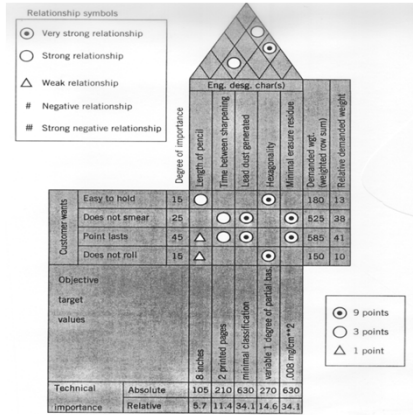 Relationship symbols
Very strong relationship
Strong relationship
Weak relationship
# Negative relationship
## Strong negative relationship
Eng. desg. char(s)
Degree of importance
Length of pencil
Time between sharpening
Lead dust generated
Hexagonality
Minimal erasure residue
Demanded wgt.
(weighted row sum)
Relative demanded weight
Customer wants
Easy to hold 15 180 13
Does not smear 25 525 38
Point lasts 45 585 41
Does not roll 15 150 10
Objective
target
values
8 inches
2 printed pages
minimal classification
variable 1 degree of partial bas.
.008 mg/cm**2
9 points
3 points
1 point
Technical
importance
Absolute 105 210 630 270 630
Relative 5.7 11.4 34.1 14.6 34.1